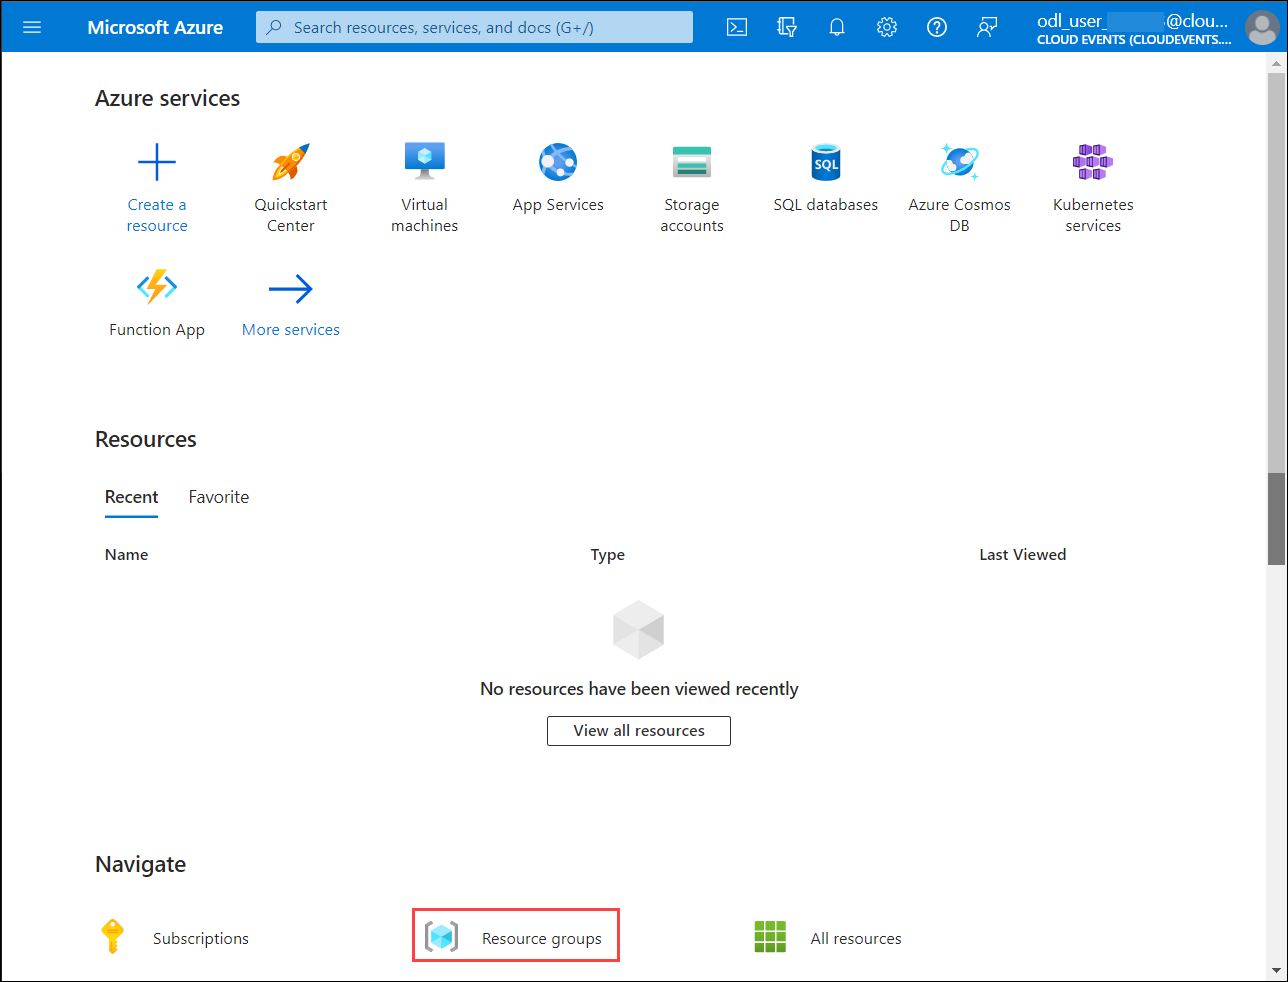 Microsoft Azure
Search resources, services, and docs (G+/)
odl_user_ @clou...
CLOUD EVENTS (CLOUDEVENTS....
Azure services
Create a
resource
Quickstart
Center
Virtual
machines
App Services
Storage
accounts
SQL
SQL databases
Azure Cosmos
DB
Kubernetes
services
Function App
More services
Resources
Recent Favorite
Name Type Last Viewed
No resources have been viewed recently
View all resources
Navigate
Subscriptions
Resource groups
All resources